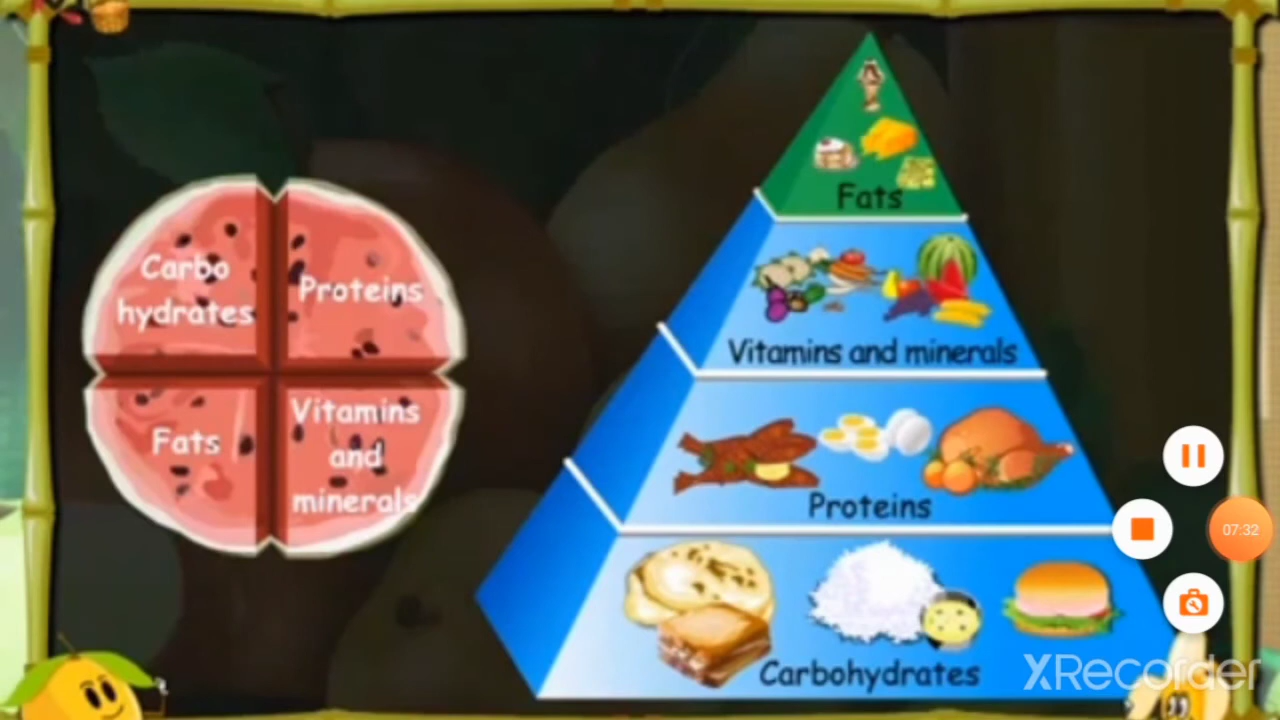 Carbo
hydrates
Proteins
Fats
Vitamins
and
minerals
Fats
Vitamins and minerals
Proteins
Carbohydrates
07:32
XRecorder